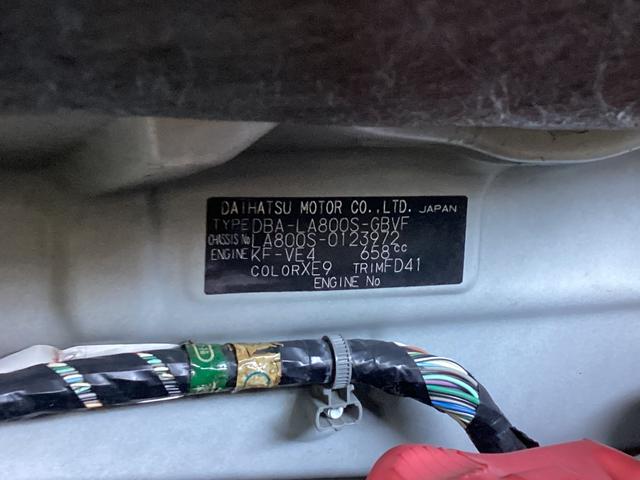 DAIHATSU MOTOR CO.,LTD. JAPAN
TYPE DBA-LA800S-GBVF
CHASSIS No LA800S-0123972
ENGINE KF-VE4 658cc
COLOR XE9 TRIM FD41
ENGINE No